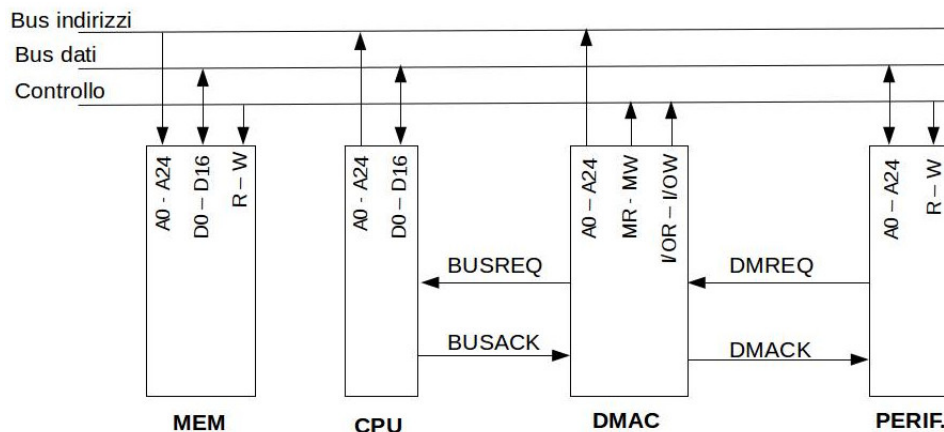 Bus indirizzi
Bus dati
Controllo
A0 - A24
D0 – D16
R – W
A0 - A24
D0 – D16
A0 – A24
MR - MW
I/OR – I/OW
A0 – A24
R – W
BUSREQ
DMREQ
BUSACK
DMACK
MEM
CPU
DMAC
PERIF.